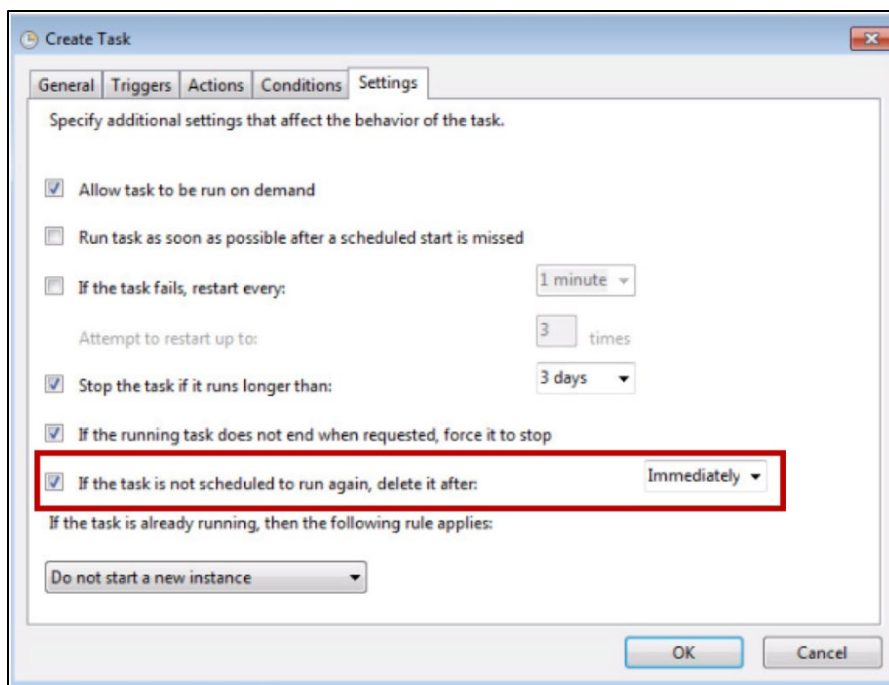 Create Task
General Triggers Actions Conditions Settings
Specify additional settings that affect the behavior of the task.
Allow task to be run on demand
Run task as soon as possible after a scheduled start is missed
If the task fails, restart every: 1 minute
Attempt to restart up to: 3 times
Stop the task if it runs longer than: 3 days
If the running task does not end when requested, force it to stop
If the task is not scheduled to run again, delete it after: Immediately
If the task is already running, then the following rule applies:
Do not start a new instance
OK Cancel